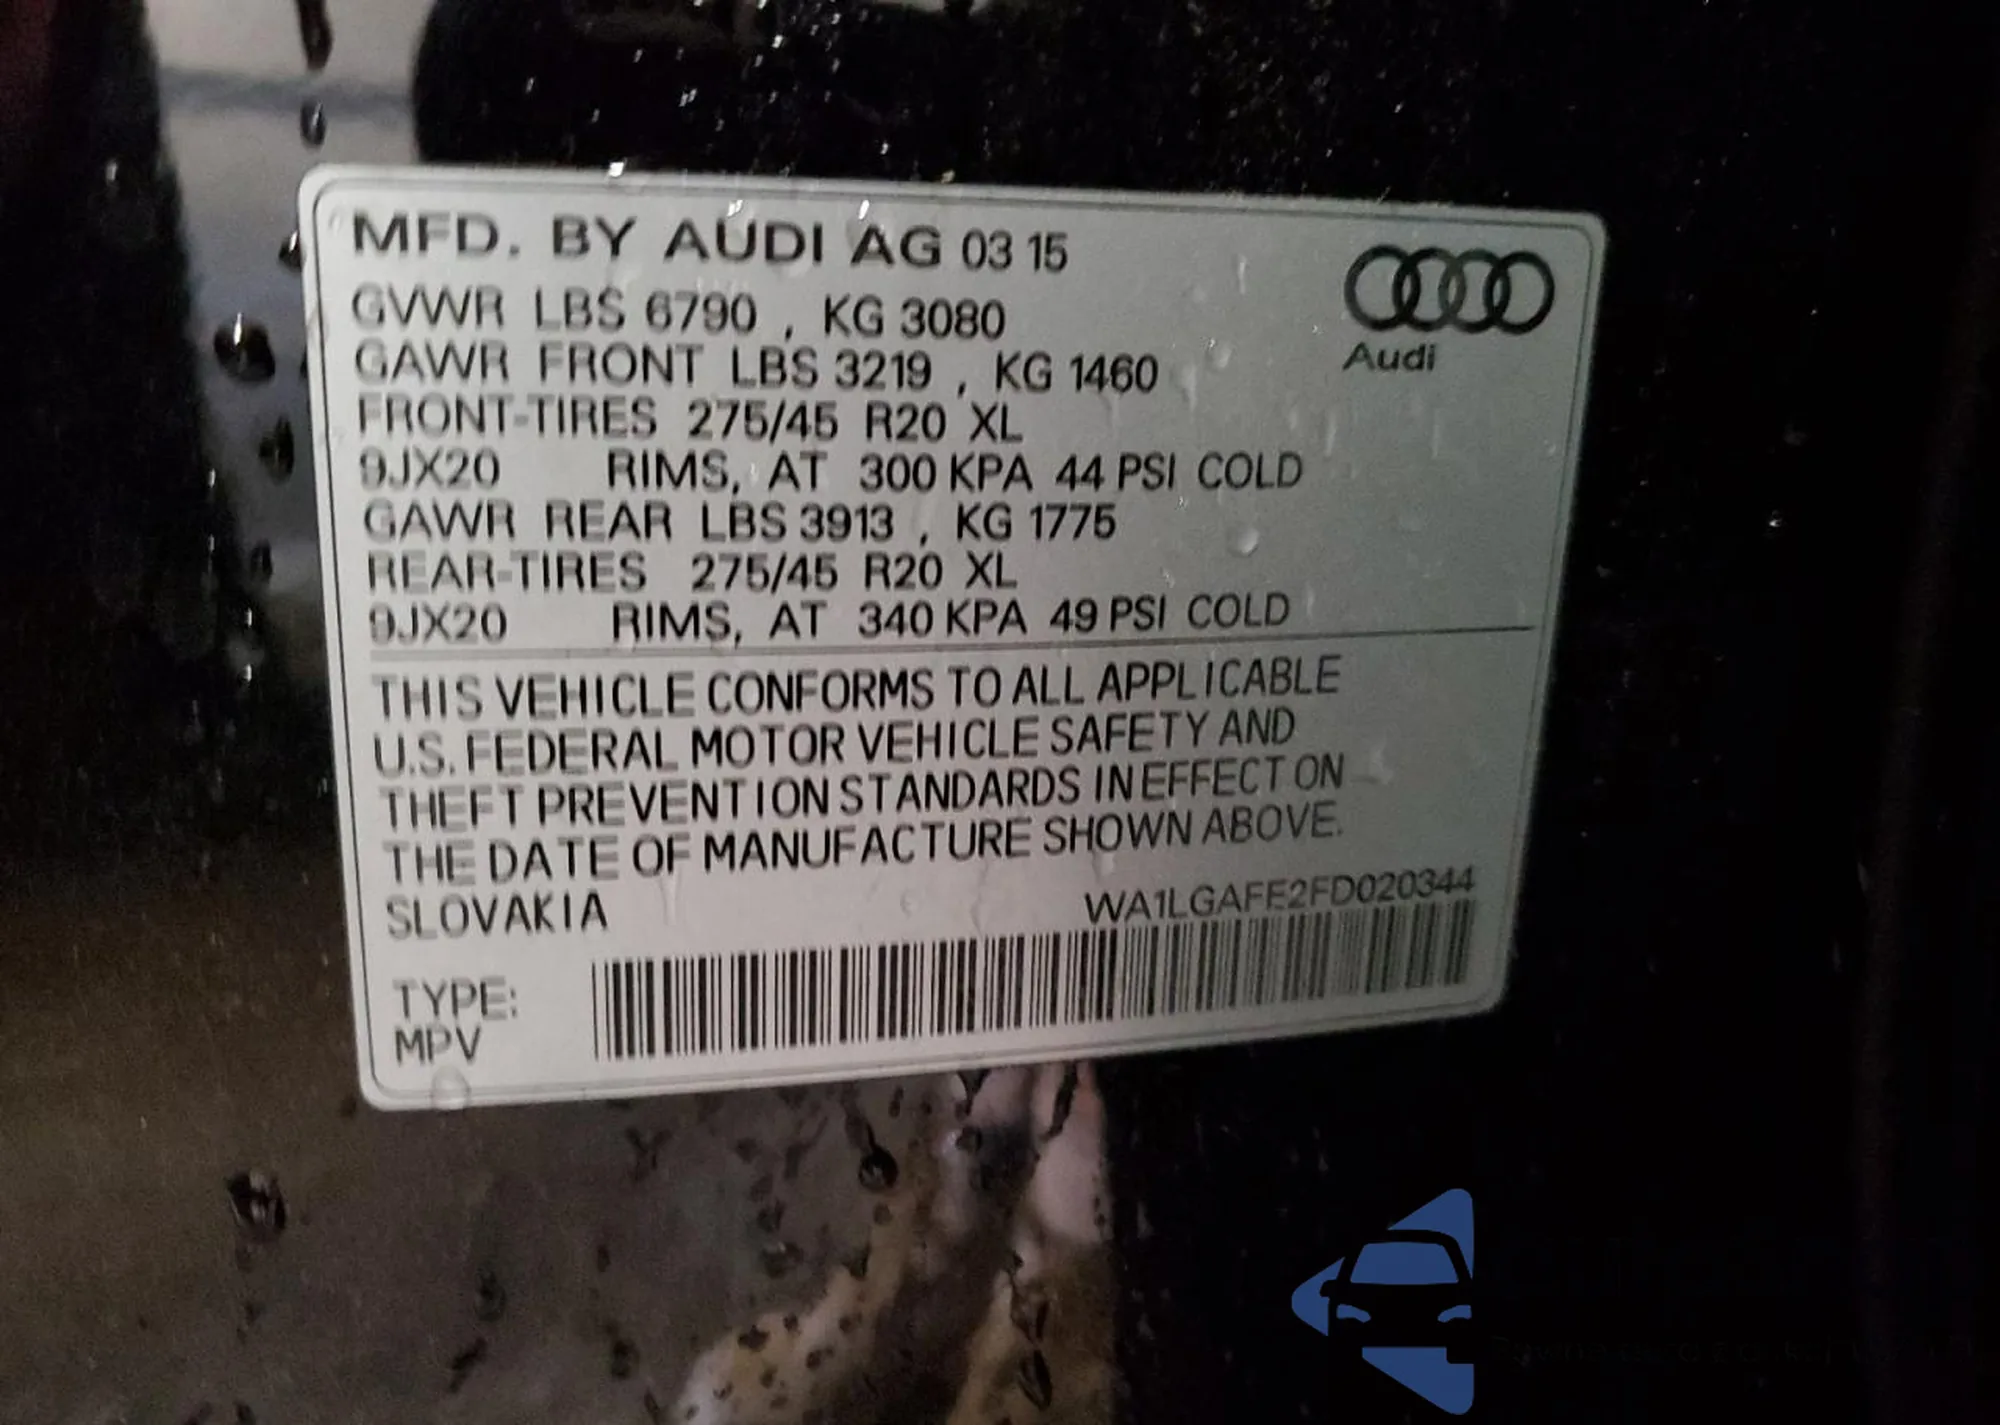 MFD. BY AUDI AG 03 15
GVWR LBS 6790 , KG 3080
GAWR FRONT LBS 3219 , KG 1460
FRONT-TIRES 275/45 R20 XL
9JX20 RIMS, AT 300 KPA 44 PSI COLD
GAWR REAR LBS 3913 , KG 1775
REAR-TIRES 275/45 R20 XL
9JX20 RIMS, AT 340 KPA 49 PSI COLD
Audi
THIS VEHICLE CONFORMS TO ALL APPLICABLE
U.S. FEDERAL MOTOR VEHICLE SAFETY AND
THEFT PREVENTION STANDARDS IN EFFECT ON
THE DATE OF MANUFACTURE SHOWN ABOVE.
SLOVAKIA
WA1LGAFE2FD020344
TYPE:
MPV